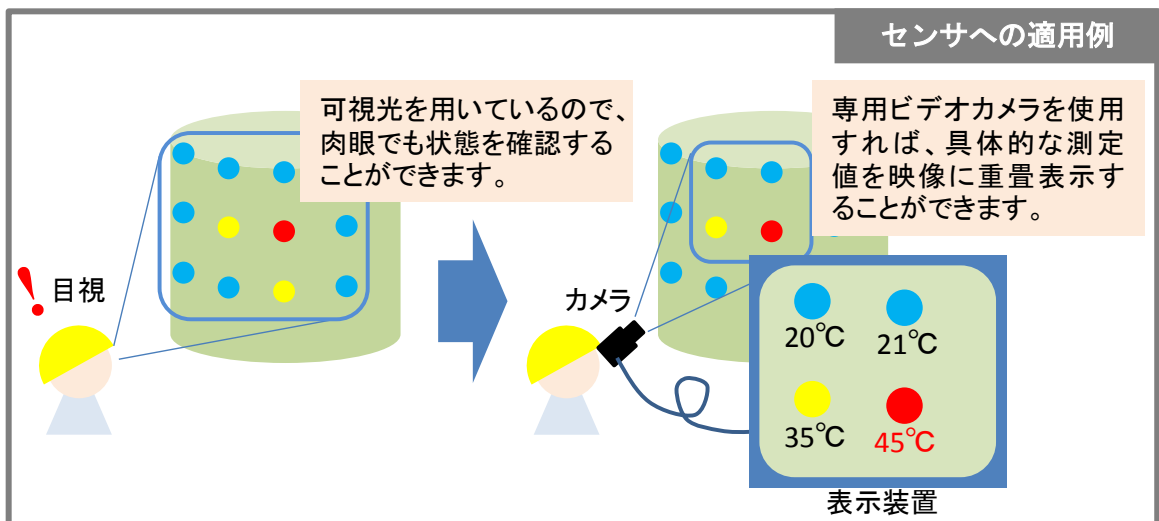 センサへの適用例
可視光を用いているので、
肉眼でも状態を確認する
ことができます。
専用ビデオカメラを使用
すれば、具体的な測定
値を映像に重畳表示す
ることができます。
！目視
カメラ
20℃ 21℃
35℃ 45℃
表示装置